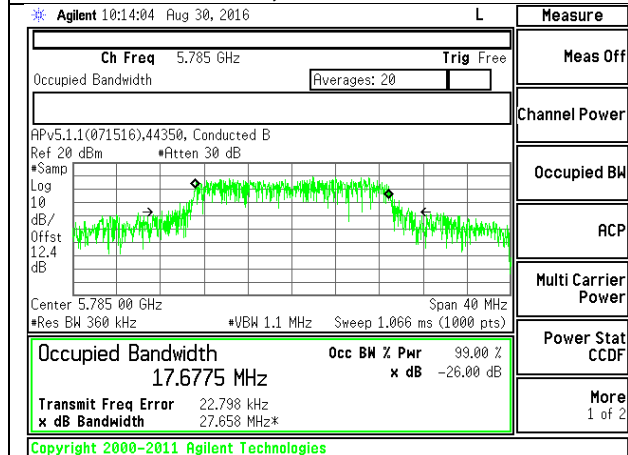 Agilent 10:14:04 Aug 30, 2016 L Measure
Ch Freq 5.785 GHz Trig Free
Meas Off
Occupied Bandwidth Averages: 20
Channel Power
APv5.1.1(071516),44350, Conducted B
Ref 20 dBm #Atten 30 dB
Occupied BW
#Samp
Log
10
dB/
Offst
12.4
dB
ACP
Multi Carrier
Power
Center 5.785 00 GHz Span 40 MHz
#Res BW 360 kHz #VBW 1.1 MHz Sweep 1.066 ms (1000 pts)
Power Stat
CCDF
Occupied Bandwidth Occ BW % Pwr 99.00 %
17.6775 MHz x dB -26.00 dB
Transmit Freq Error 22.798 kHz
x dB Bandwidth 27.658 MHz*
More
1 of 2
Copyright 2000-2011 Agilent Technologies